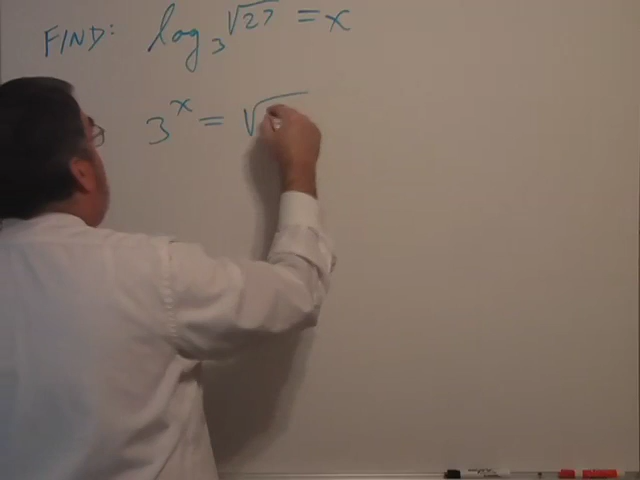 FIND: log₃ √27 = x
3ˣ = √